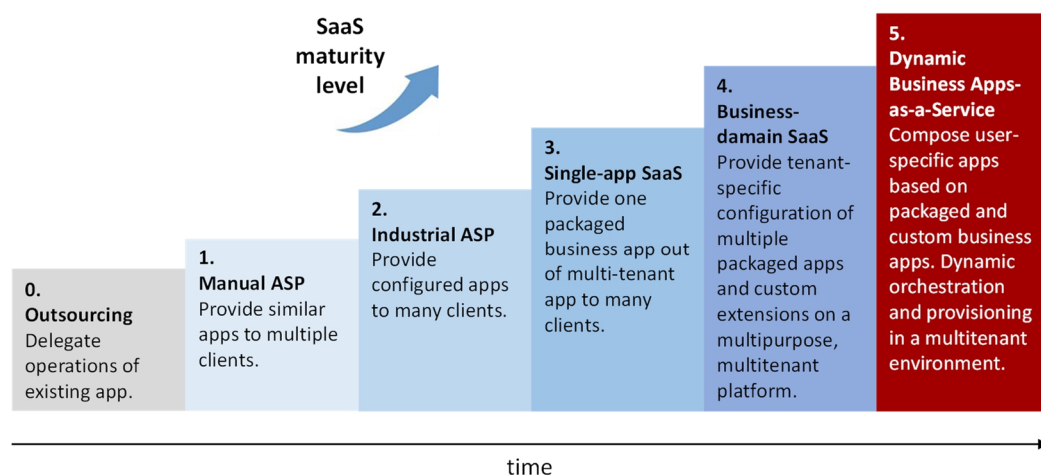 SaaS
maturity
level
0.
Outsourcing
Delegate
operations of
existing app.
1.
Manual ASP
Provide similar
apps to multiple
clients.
2.
Industrial ASP
Provide
configured apps
to many clients.
3.
Single-app SaaS
Provide one
packaged
business app out
of multi-tenant
app to many
clients.
4.
Business-
damain SaaS
Provide tenant-
specific
configuration of
multiple
packaged apps
and custom
extensions on a
multipurpose,
multitenant
platform.
5.
Dynamic
Business Apps-
as-a-Service
Compose user-
specific apps
based on
packaged and
custom business
apps. Dynamic
orchestration
and provisioning
in a multitenant
environment.
time